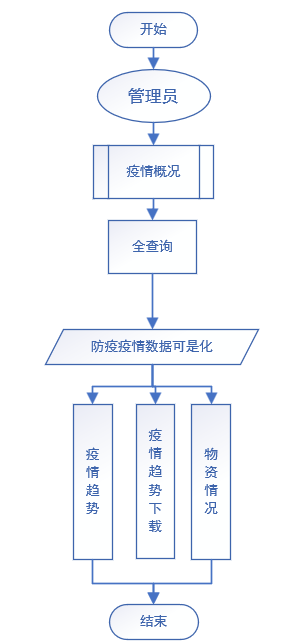 开始
管理员
疫情概况
全查询
防疫疫情数据可是化
疫情趋势
疫情趋势下载
物资情况
结束